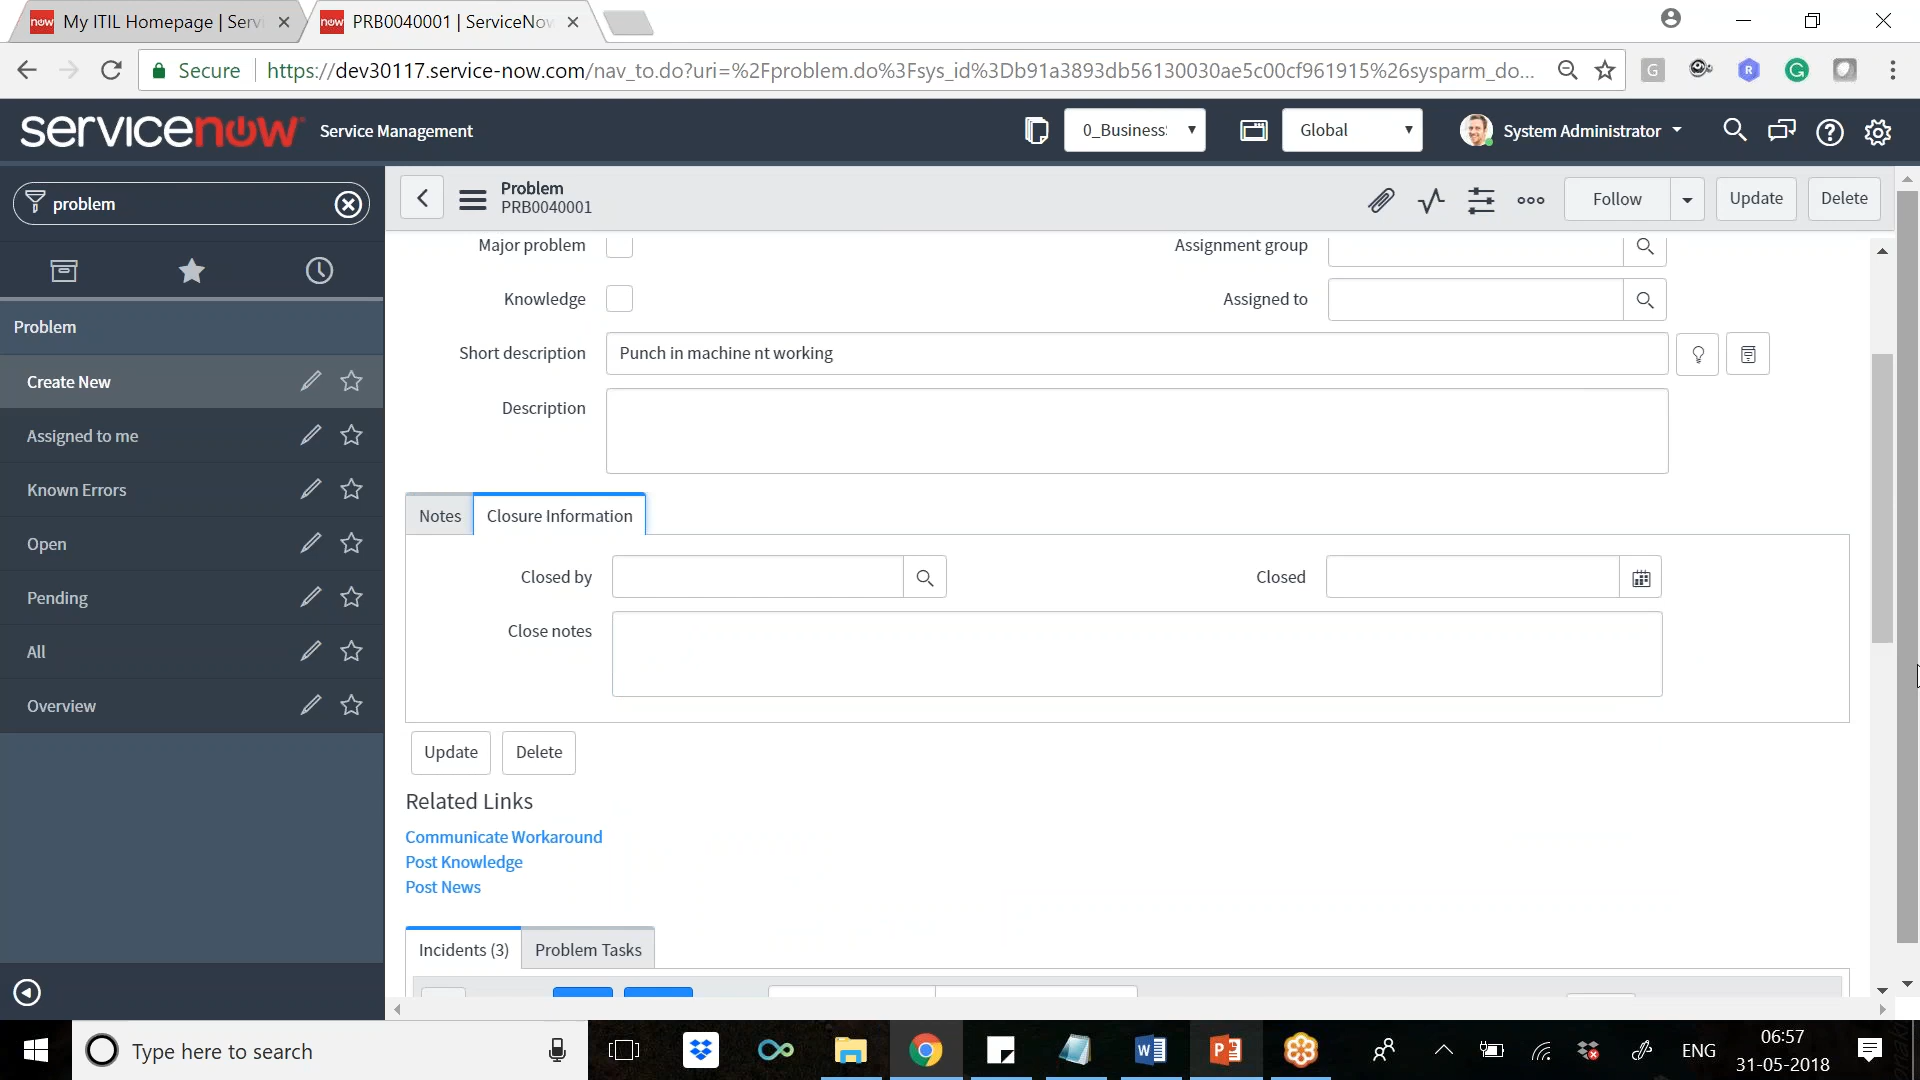 now My ITIL Homepage | Servi
now PRB0040001 | ServiceNow
Secure https://dev30117.service-now.com/nav_to.do?uri=%2Fproblem.do%3Fsys_id%3Db91a3893db56130030ae5c00cf961915%26sysparm_do...
servicenow Service Management
0_Business
Global
System Administrator
problem
Problem
PRB0040001
Follow
Update
Delete
Problem
Create New
Assigned to me
Known Errors
Open
Pending
All
Overview
Major problem
Assignment group
Knowledge
Assigned to
Short description
Punch in machine nt working
Description
Notes
Closure Information
Closed by
Closed
Close notes
Update
Delete
Related Links
Communicate Workaround
Post Knowledge
Post News
Incidents (3)
Problem Tasks
Type here to search
ENG
06:57
31-05-2018